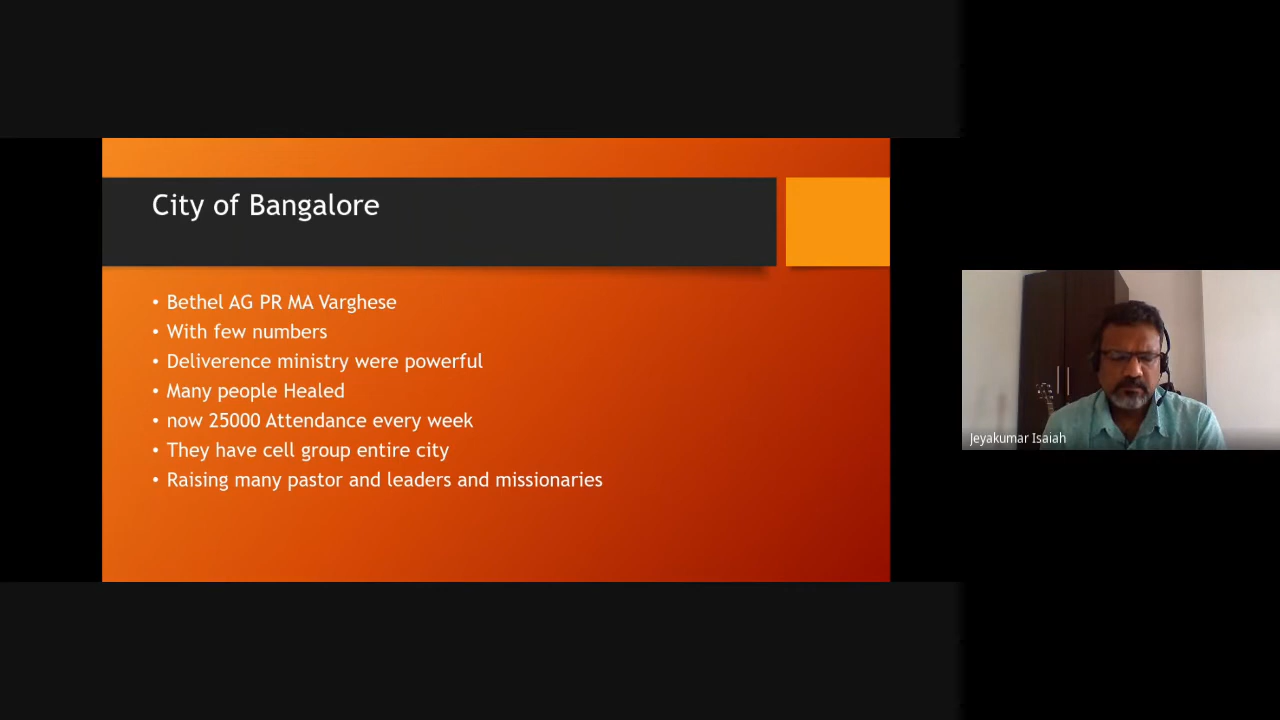 City of Bangalore
• Bethel AG PR MA Varghese
• With few numbers
• Deliverence ministry were powerful
• Many people Healed
• now 25000 Attendance every week
• They have cell group entire city
• Raising many pastor and leaders and missionaries
Jeyakumar Isaiah